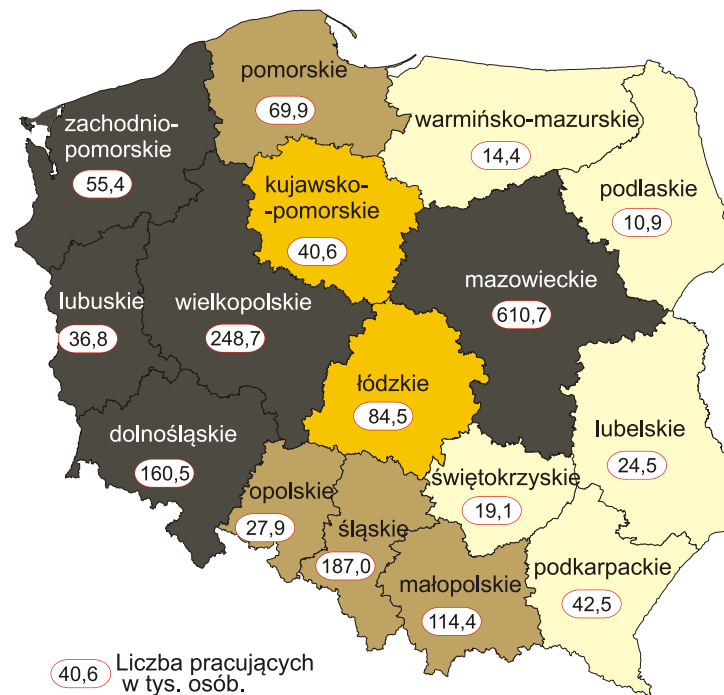 pomorskie
69,9
zachodnio-
pomorskie
55,4
warmińsko-mazurskie
14,4
podlaskie
10,9
kujawsko-
-pomorskie
40,6
mazowieckie
610,7
lubuskie
36,8
wielkopolskie
248,7
łódzkie
84,5
dolnośląskie
160,5
lubelskie
24,5
opolskie
27,9
śląskie
187,0
świętokrzyskie
19,1
małopolskie
114,4
podkarpackie
42,5
40,6 Liczba pracujących
w tys. osób.